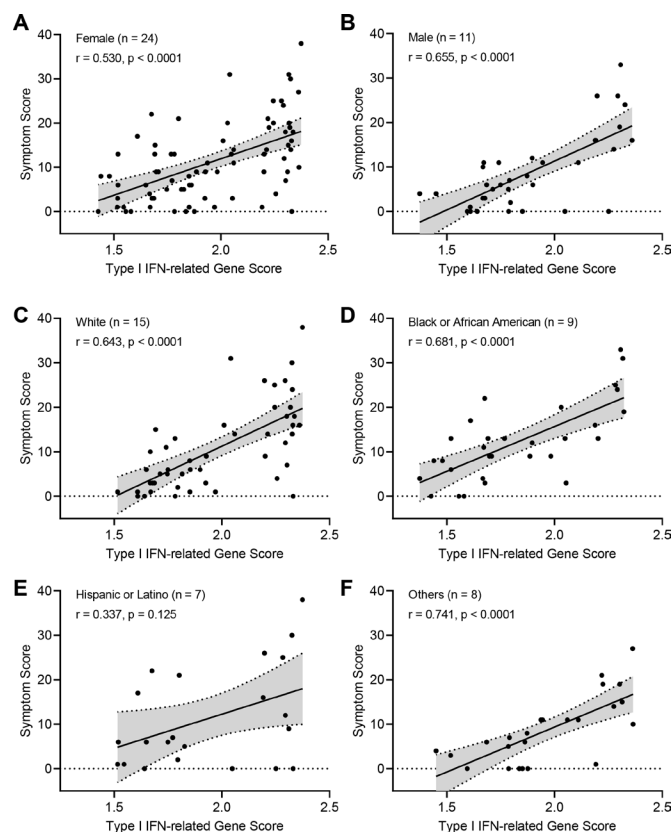 A
Female (n = 24)
r = 0.530, p < 0.0001
Symptom Score
40
30
20
10
0
1.5
2.0
2.5
Type I IFN-related Gene Score
B
Male (n = 11)
r = 0.655, p < 0.0001
Symptom Score
40
30
20
10
0
1.5
2.0
2.5
Type I IFN-related Gene Score
C
White (n = 15)
r = 0.643, p < 0.0001
Symptom Score
40
30
20
10
0
1.5
2.0
2.5
Type I IFN-related Gene Score
D
Black or African American (n = 9)
r = 0.681, p < 0.0001
Symptom Score
40
30
20
10
0
1.5
2.0
2.5
Type I IFN-related Gene Score
E
Hispanic or Latino (n = 7)
r = 0.337, p = 0.125
Symptom Score
40
30
20
10
0
1.5
2.0
2.5
Type I IFN-related Gene Score
F
Others (n = 8)
r = 0.741, p < 0.0001
Symptom Score
40
30
20
10
0
1.5
2.0
2.5
Type I IFN-related Gene Score